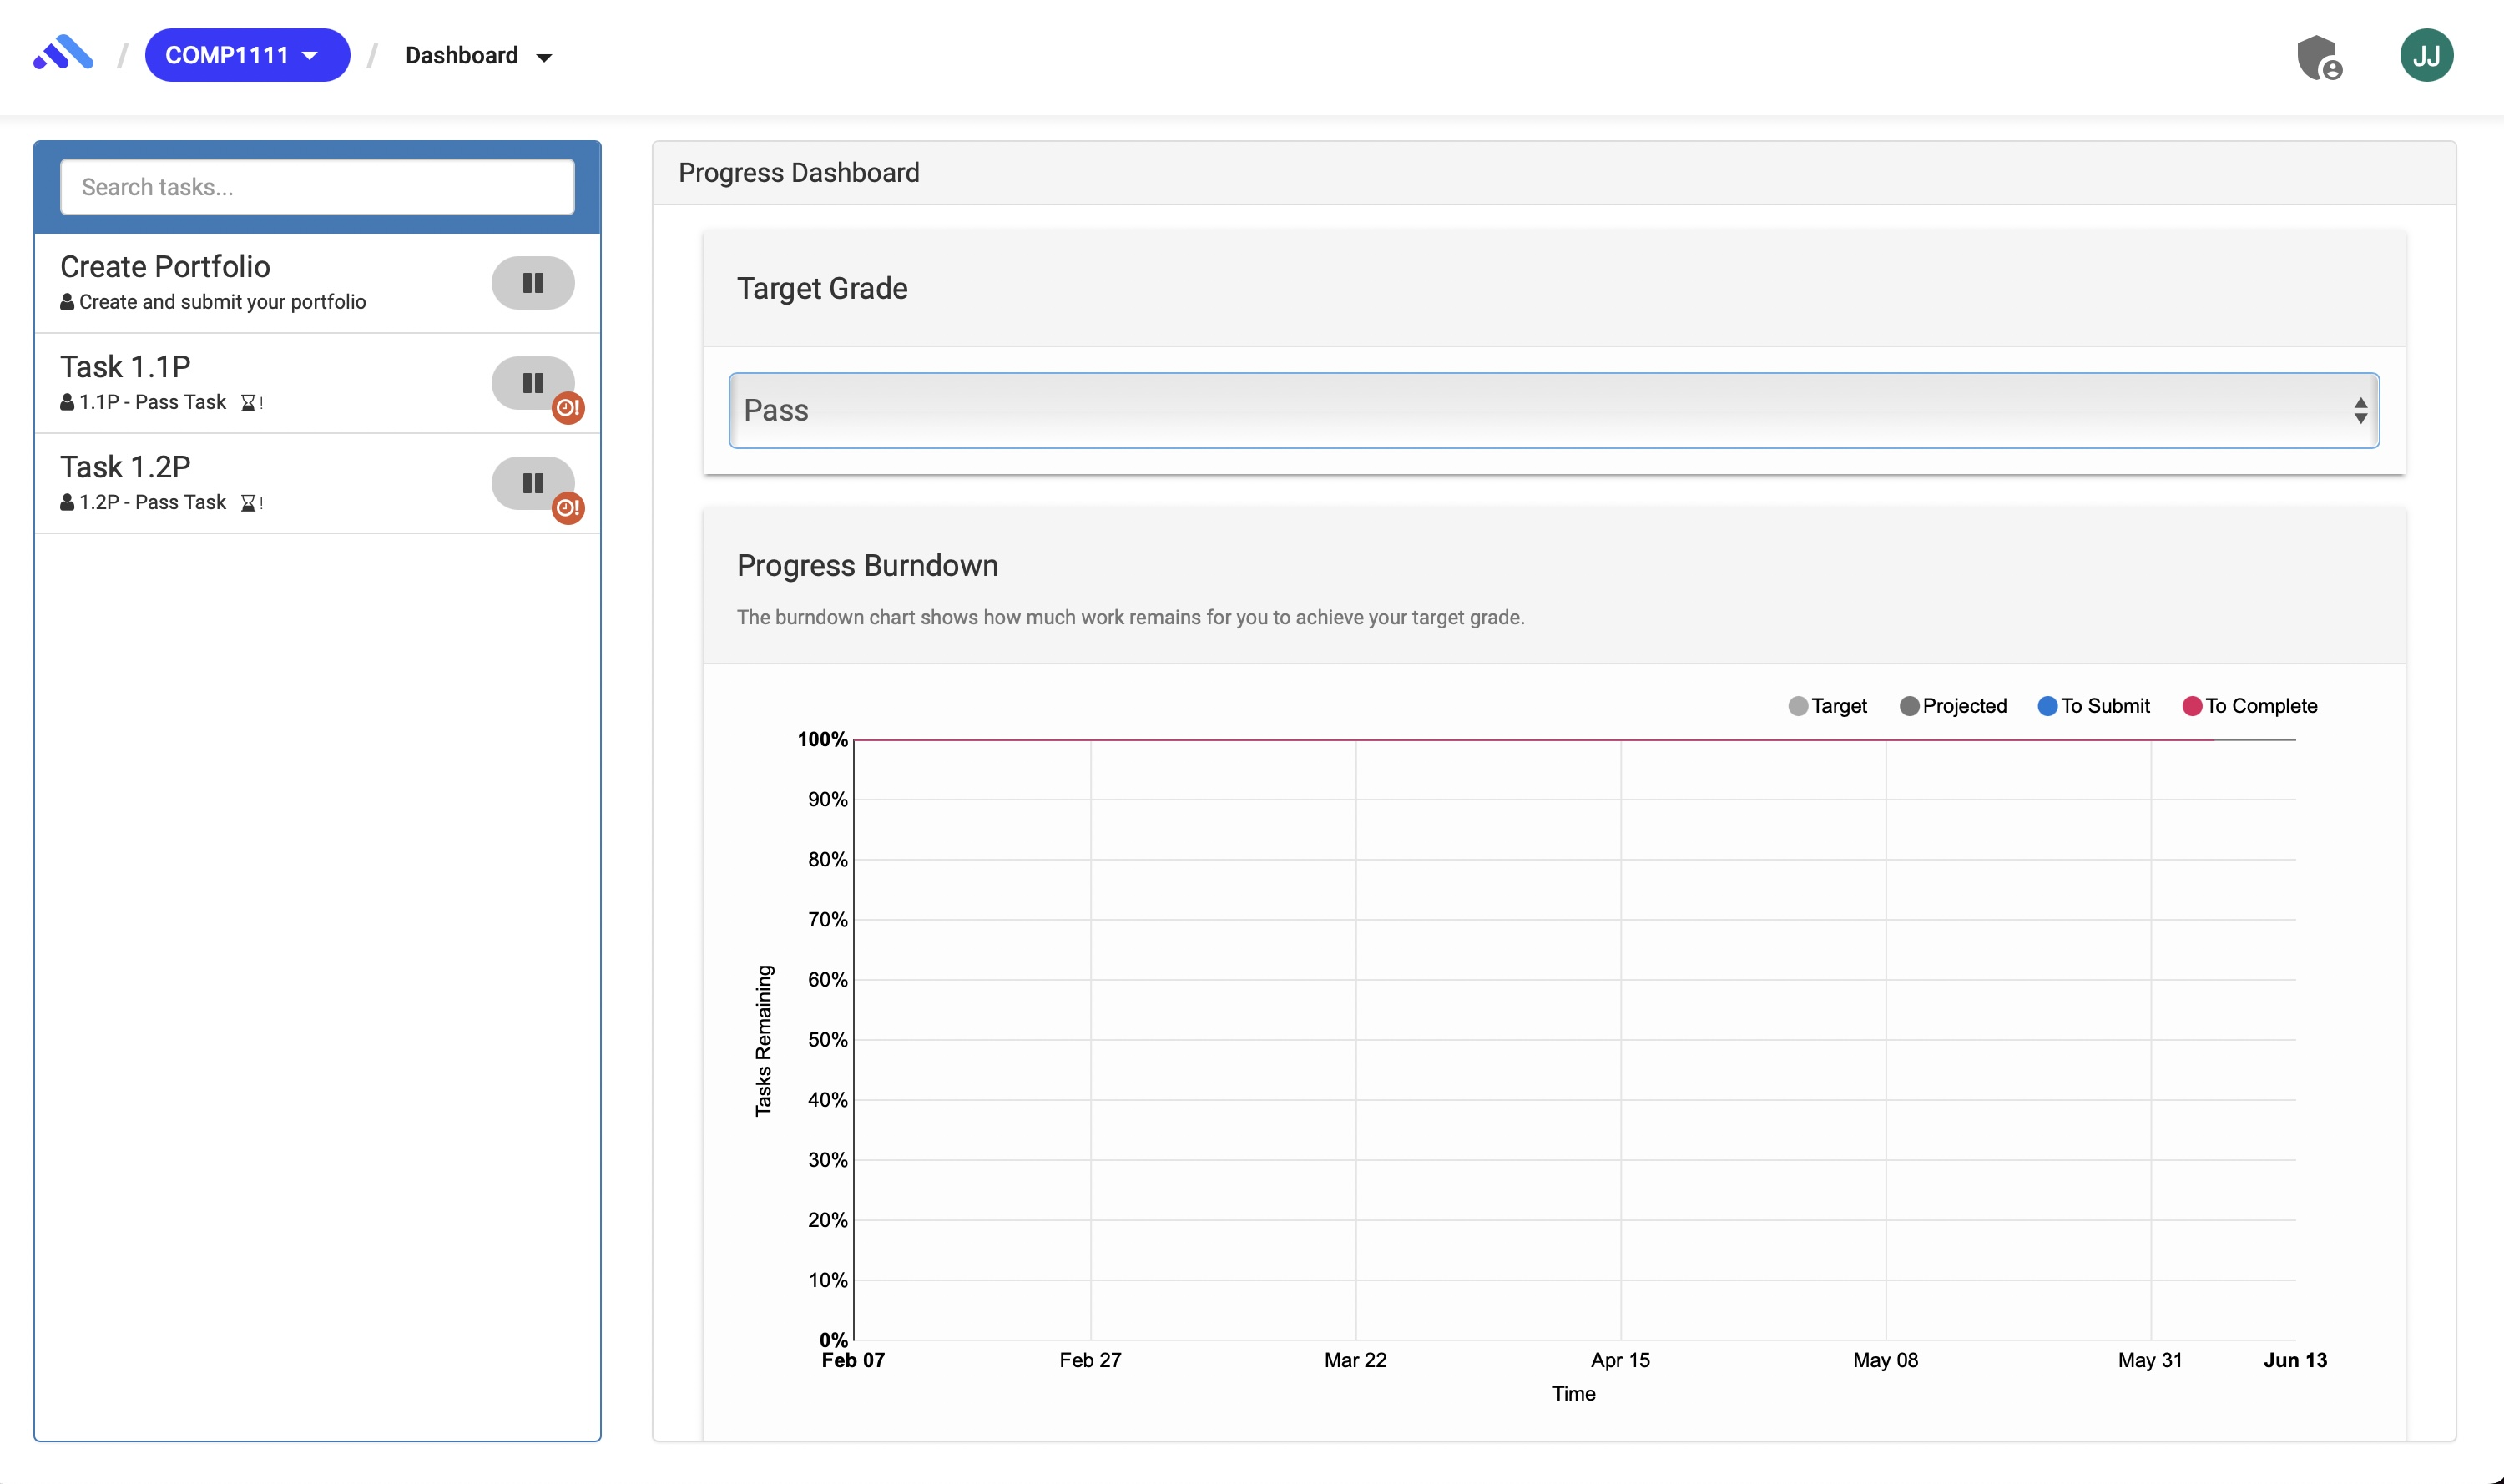 / COMP1111 / Dashboard
JJ
Search tasks...
Create Portfolio
Create and submit your portfolio
Task 1.1P
1.1P - Pass Task !
!
Task 1.2P
1.2P - Pass Task !
!
Progress Dashboard
Target Grade
Pass
Progress Burndown
The burndown chart shows how much work remains for you to achieve your target grade.
Target Projected To Submit To Complete
100%
90%
80%
70%
60%
50%
40%
30%
20%
10%
0%
Tasks Remaining
Feb 07 Feb 27 Mar 22 Apr 15 May 08 May 31 Jun 13
Time